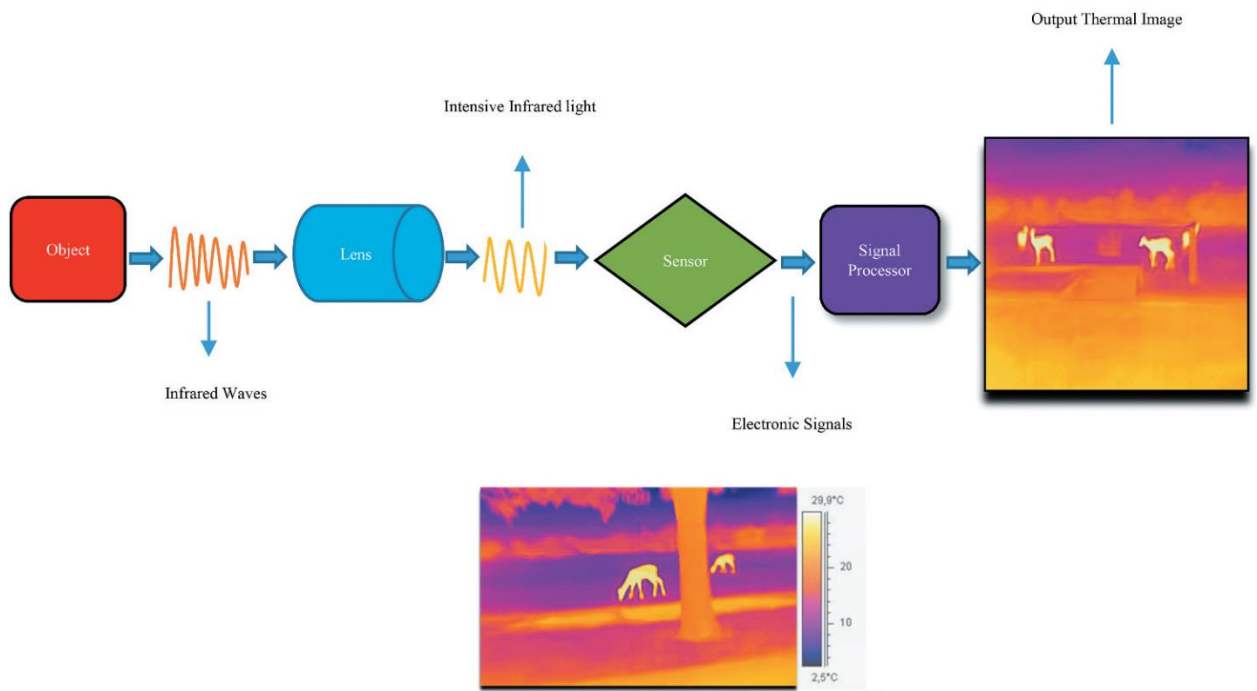 Output Thermal Image
Intensive Infrared light
Object
Lens
Sensor
Signal
Processor
Infrared Waves
Electronic Signals
29,9°C
20
10
2,5°C